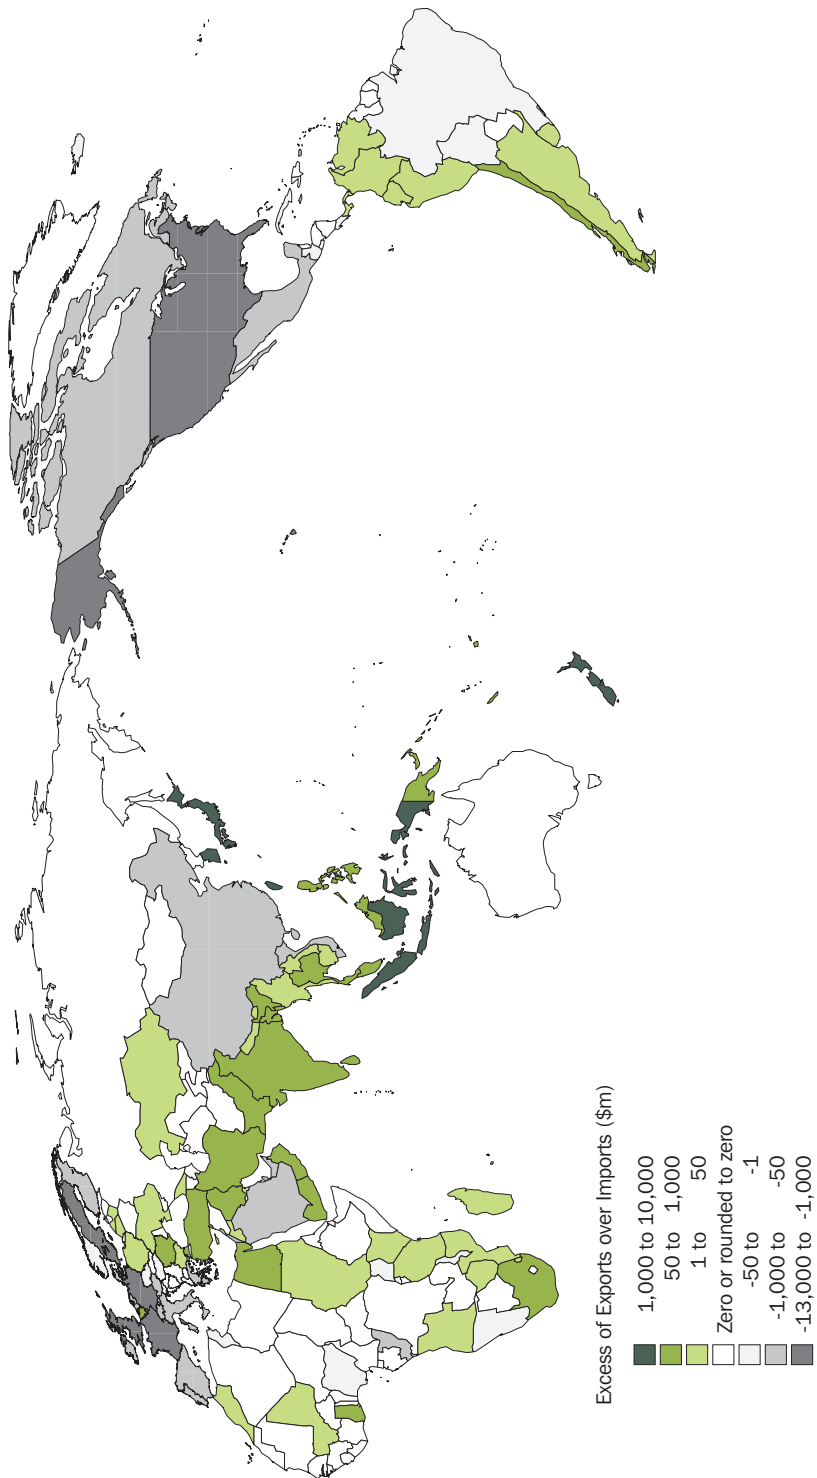 Excess of Exports over Imports ($m)
1,000 to 10,000
50 to 1,000
1 to 50
Zero or rounded to zero
-50 to -1
-1,000 to -50
-13,000 to -1,000